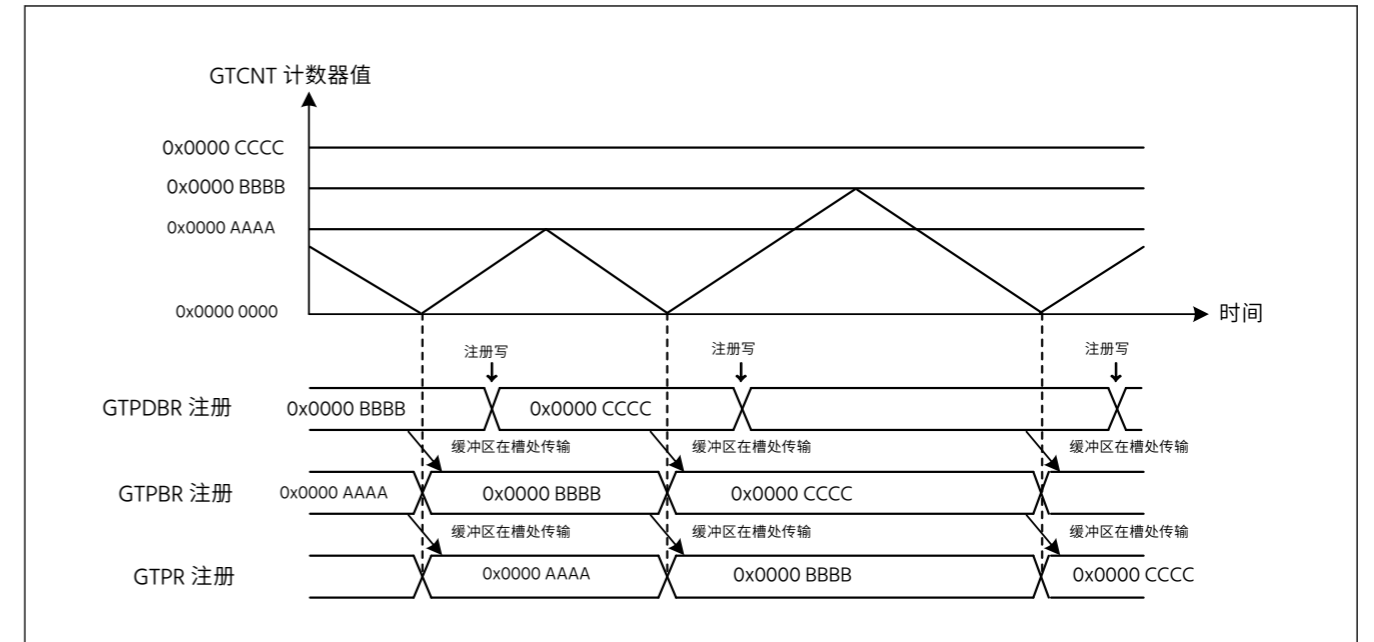 GTCNT 计数器值
0x0000 CCCC
0x0000 BBBB
0x0000 AAAA
0x0000 0000
时间
注册写 注册写 注册写
GTPDBR 注册 0x0000 BBBB 0x0000 CCCC
缓冲区在槽处传输 缓冲区在槽处传输 缓冲区在槽处传输
GTPBR 注册 0x0000 AAAA 0x0000 BBBB 0x0000 CCCC
缓冲区在槽处传输 缓冲区在槽处传输 缓冲区在槽处传输
GTPR 注册 0x0000 AAAA 0x0000 BBBB 0x0000 CCCC